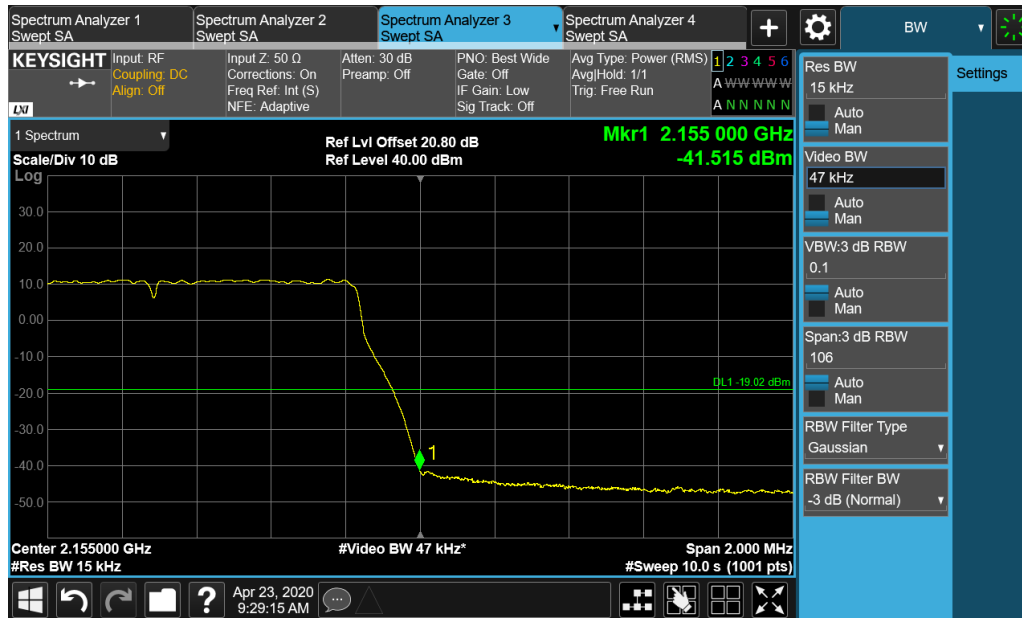 Spectrum Analyzer 1
Swept SA
Spectrum Analyzer 2
Swept SA
Spectrum Analyzer 3
Swept SA
Spectrum Analyzer 4
Swept SA
BW
KEYSIGHT
LXI
Input: RF
Coupling: DC
Align: Off
Input Z: 50 Ω
Corrections: On
Freq Ref: Int (S)
NFE: Adaptive
Atten: 30 dB
Preamp: Off
PNO: Best Wide
Gate: Off
IF Gain: Low
Sig Track: Off
Avg Type: Power (RMS)
Avg|Hold: 1/1
Trig: Free Run
1 2 3 4 5 6
A W W W W W
A N N N N N
1 Spectrum
Scale/Div 10 dB
Log
Ref Lvl Offset 20.80 dB
Ref Level 40.00 dBm
Mkr1 2.155 000 GHz
-41.515 dBm
30.0
20.0
10.0
0.00
-10.0
-20.0
-30.0
-40.0
-50.0
DL1 -19.02 dBm
1
Center 2.155000 GHz
#Res BW 15 kHz
#Video BW 47 kHz*
Span 2.000 MHz
#Sweep 10.0 s (1001 pts)
Res BW
15 kHz
Auto
Man
Video BW
47 kHz
Auto
Man
VBW:3 dB RBW
0.1
Auto
Man
Span:3 dB RBW
106
Auto
Man
RBW Filter Type
Gaussian
RBW Filter BW
-3 dB (Normal)
Settings
?
Apr 23, 2020
9:29:15 AM